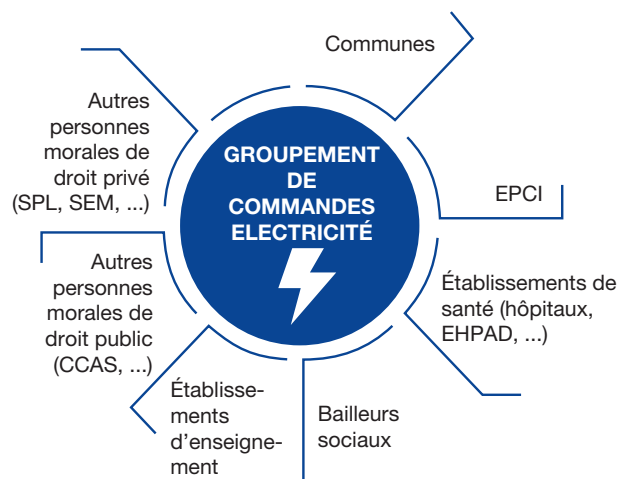 GROUPEMENT
DE
COMMANDES
ELECTRICITÉ
Communes
EPCI
Établissements de
santé (hôpitaux,
EHPAD, ...)
Bailleurs
sociaux
Établisse-
ments
d'enseigne-
ment
Autres
personnes
morales de
droit public
(CCAS, ...)
Autres
personnes
morales de
droit privé
(SPL, SEM, ...)